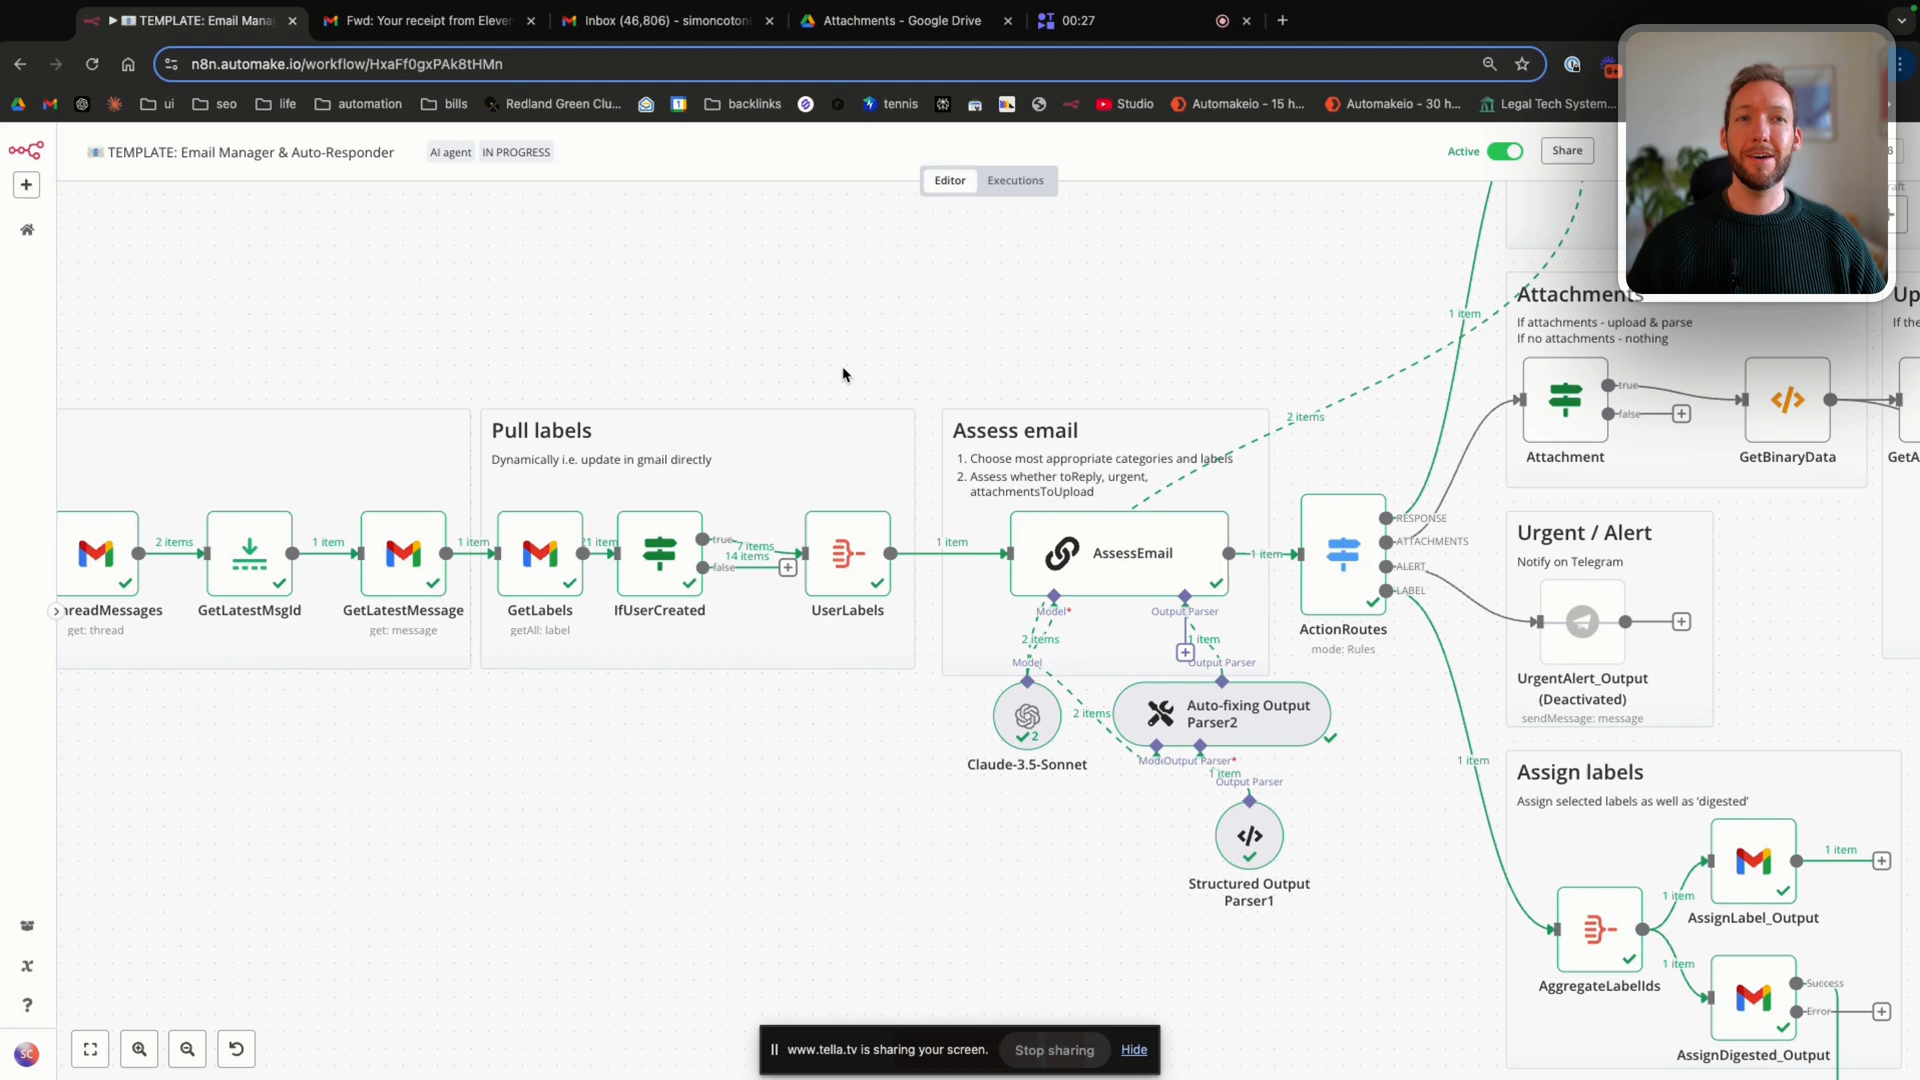 TEMPLATE: Email Mana
Fwd: Your receipt from Eleve
Inbox (46,806) - simoncoton
Attachments - Google Drive
00:27
n8n.automake.io/workflow/HxaFf0gxPAk8tHMn
ui
seo
life
automation
bills
Redland Green Clu...
backlinks
tennis
Studio
Automakeio - 15 h...
Automakeio - 30 h...
Legal Tech System...
TEMPLATE: Email Manager & Auto-Responder
AI agent
IN PROGRESS
Active
Share
Editor
Executions
1 item
Attachments
If attachments - upload & parse
If no attachments - nothing
Up
If the
true
false
Attachment
GetBinaryData
GetA
2 items
Pull labels
Dynamically i.e. update in gmail directly
Assess email
1. Choose most appropriate categories and labels
2. Assess whether toReply, urgent,
attachmentsToUpload
2 items
1 item
1 item
21 item
true
7 items
14 items
false
1 item
AssessEmail
1 item
RESPONSE
ATTACHMENTS
ALERT
LABEL
hreadMessages
get: thread
GetLatestMsgId
GetLatestMessage
get: message
GetLabels
getAll: label
IfUserCreated
UserLabels
Model*
Output Parser
2 items
1 item
Model
Output Parser
ActionRoutes
mode: Rules
Urgent / Alert
Notify on Telegram
UrgentAlert_Output
(Deactivated)
sendMessage: message
2
Claude-3.5-Sonnet
2 items
Auto-fixing Output
Parser2
Output Parser*
1 item
Output Parser
Structured Output
Parser1
1 item
Assign labels
Assign selected labels as well as 'digested'
1 item
1 item
AssignLabel_Output
1 item
AggregateLabelIds
Success
Error
AssignDigested_Output
SC
www.tella.tv is sharing your screen.
Stop sharing
Hide